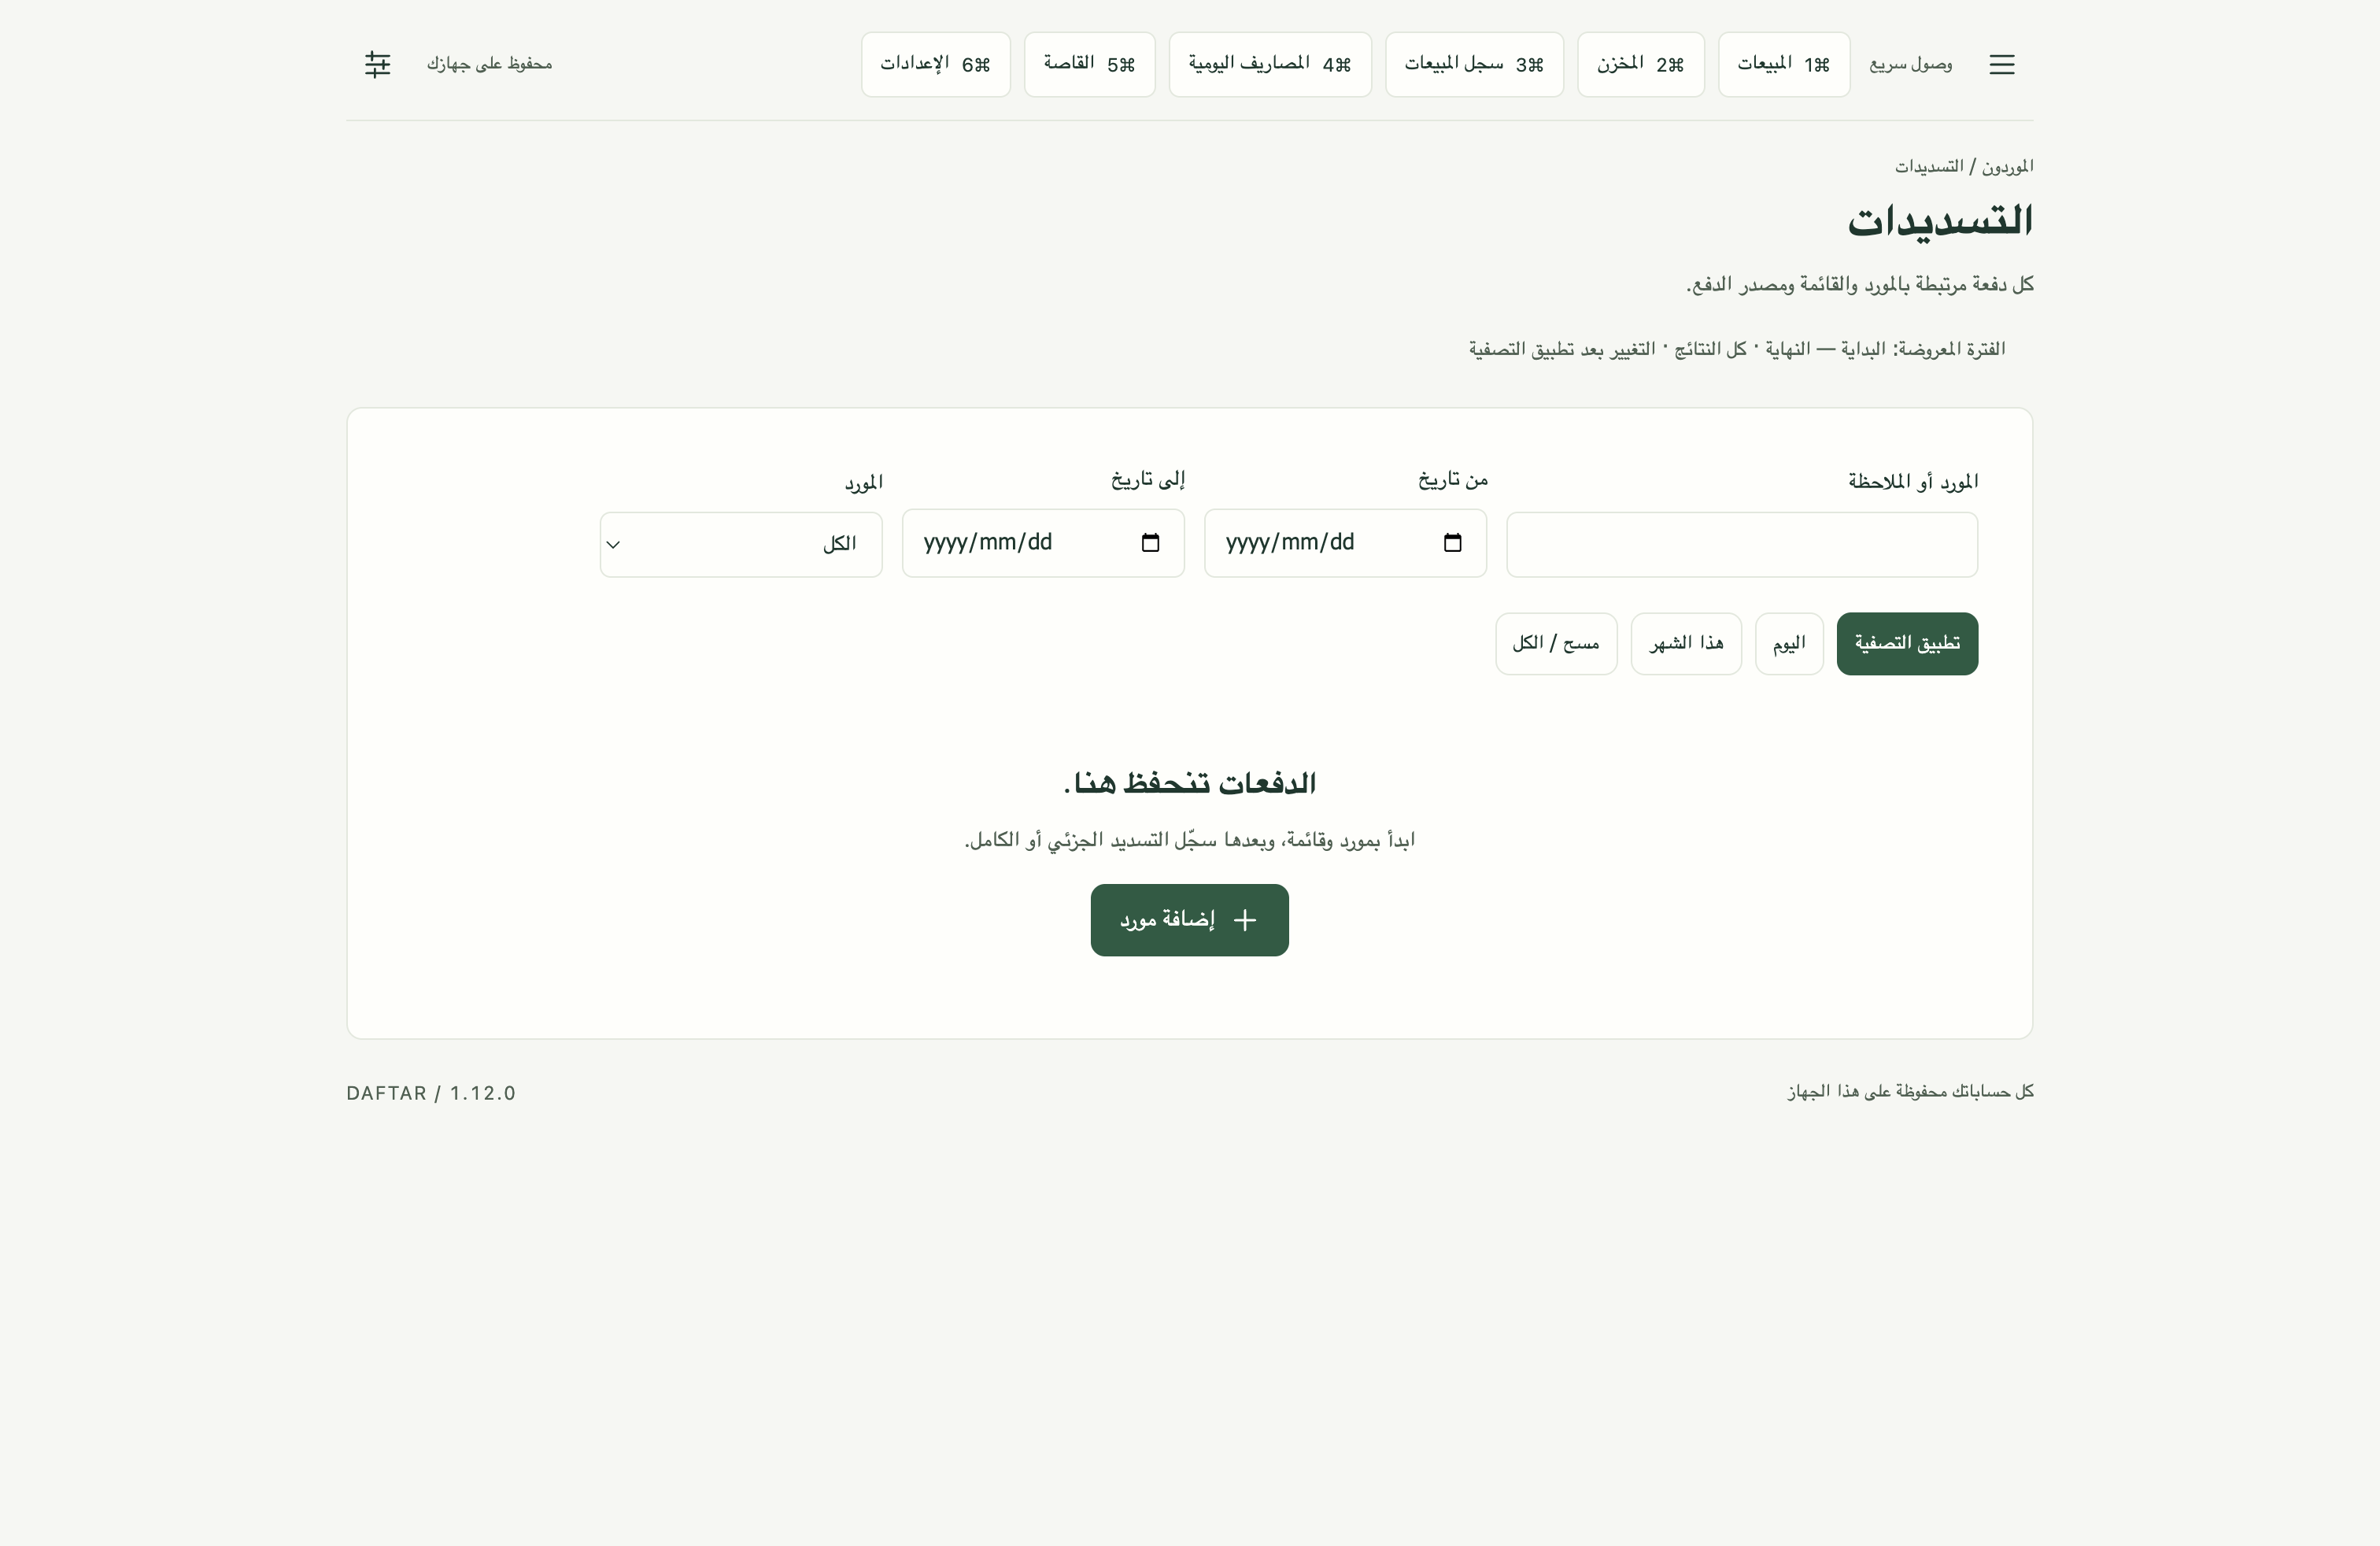 وصول سريع ⌘1 المبيعات ⌘2 المخزن ⌘3 سجل المبيعات ⌘4 المصاريف اليومية ⌘5 القاصة ⌘6 الإعدادات محفوظ على جهازك
الموردون / التسديدات
التسديدات
كل دفعة مرتبطة بالمورد والقائمة ومصدر الدفع.
الفترة المعروضة: البداية — النهاية · كل النتائج · التغيير بعد تطبيق التصفية
المورد أو الملاحظة من تاريخ إلى تاريخ المورد
yyyy/mm/dd yyyy/mm/dd الكل
تطبيق التصفية اليوم هذا الشهر مسح / الكل
الدفعات تنحفظ هنا.
ابدأ بمورد وقائمة، وبعدها سجّل التسديد الجزئي أو الكامل.
إضافة مورد
كل حساباتك محفوظة على هذا الجهاز DAFTAR / 1.12.0